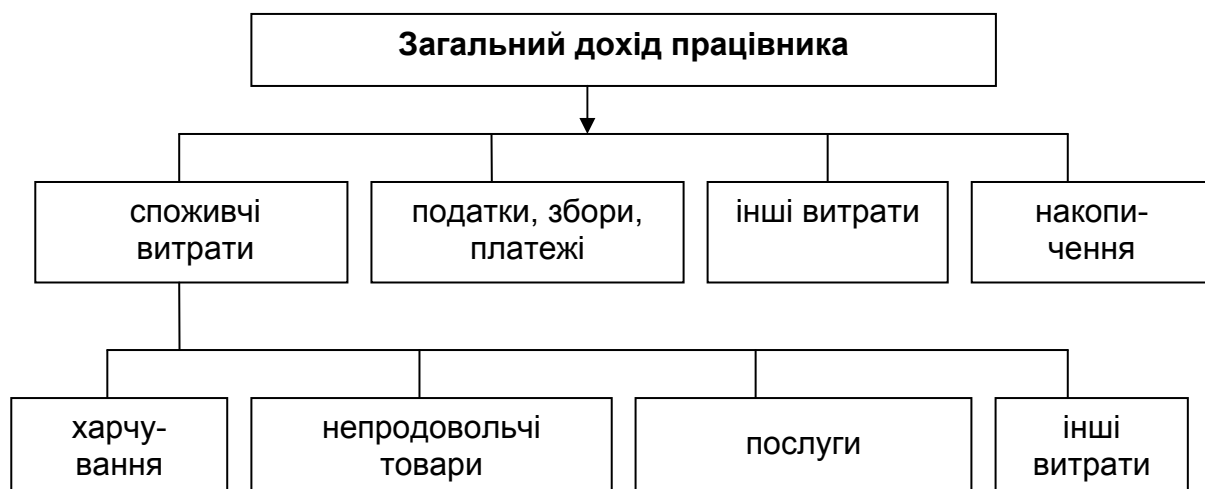 Загальний дохід працівника
споживчі
витрати
податки, збори,
платежі
інші витрати
накопи-
чення
харчу-
вання
непродовольчі
товари
послуги
інші
витрати